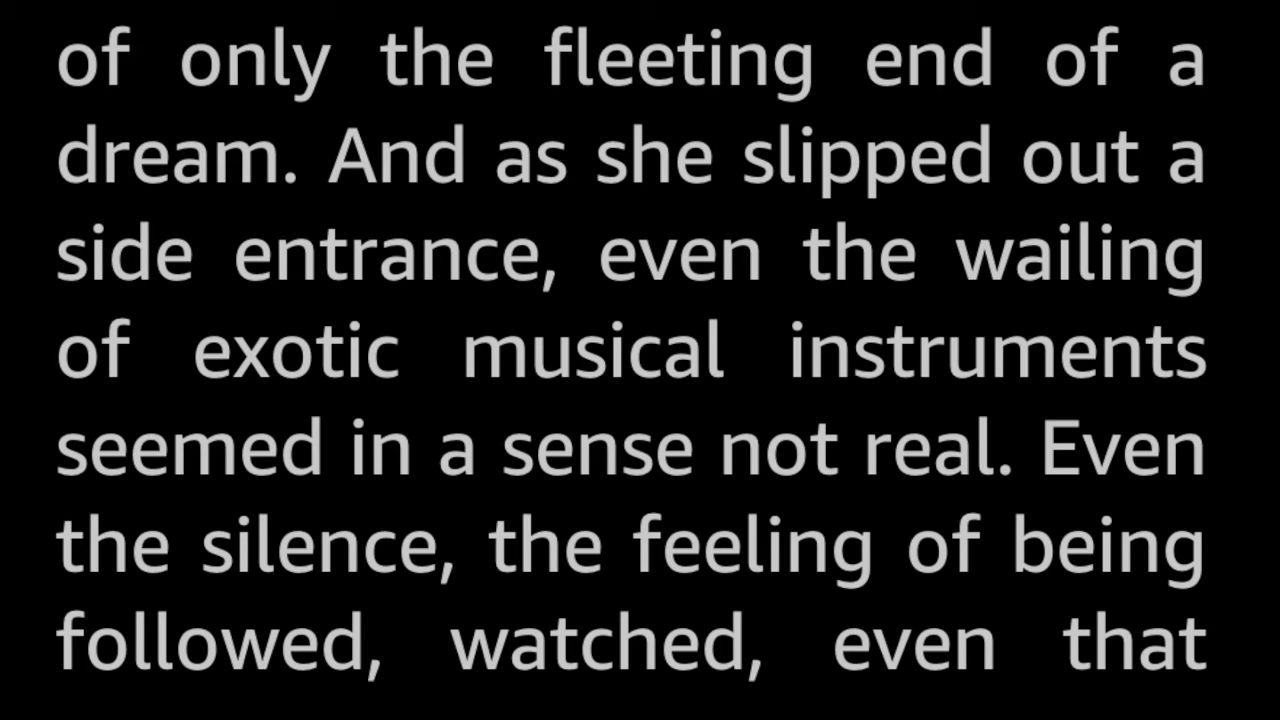 of only the fleeting end of a
dream. And as she slipped out a
side entrance, even the wailing
of exotic musical instruments
seemed in a sense not real. Even
the silence, the feeling of being
followed, watched, even that